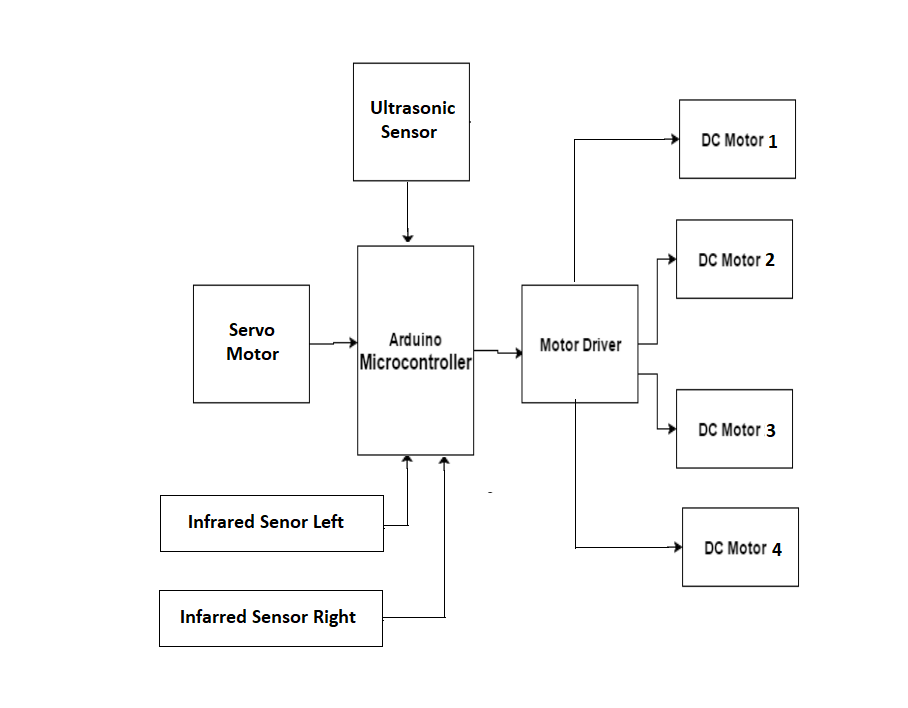 Ultrasonic
Sensor
DC Motor 1
DC Motor 2
Servo
Motor
Arduino
Microcontroller
Motor Driver
DC Motor 3
Infrared Senor Left
DC Motor 4
Infarred Sensor Right